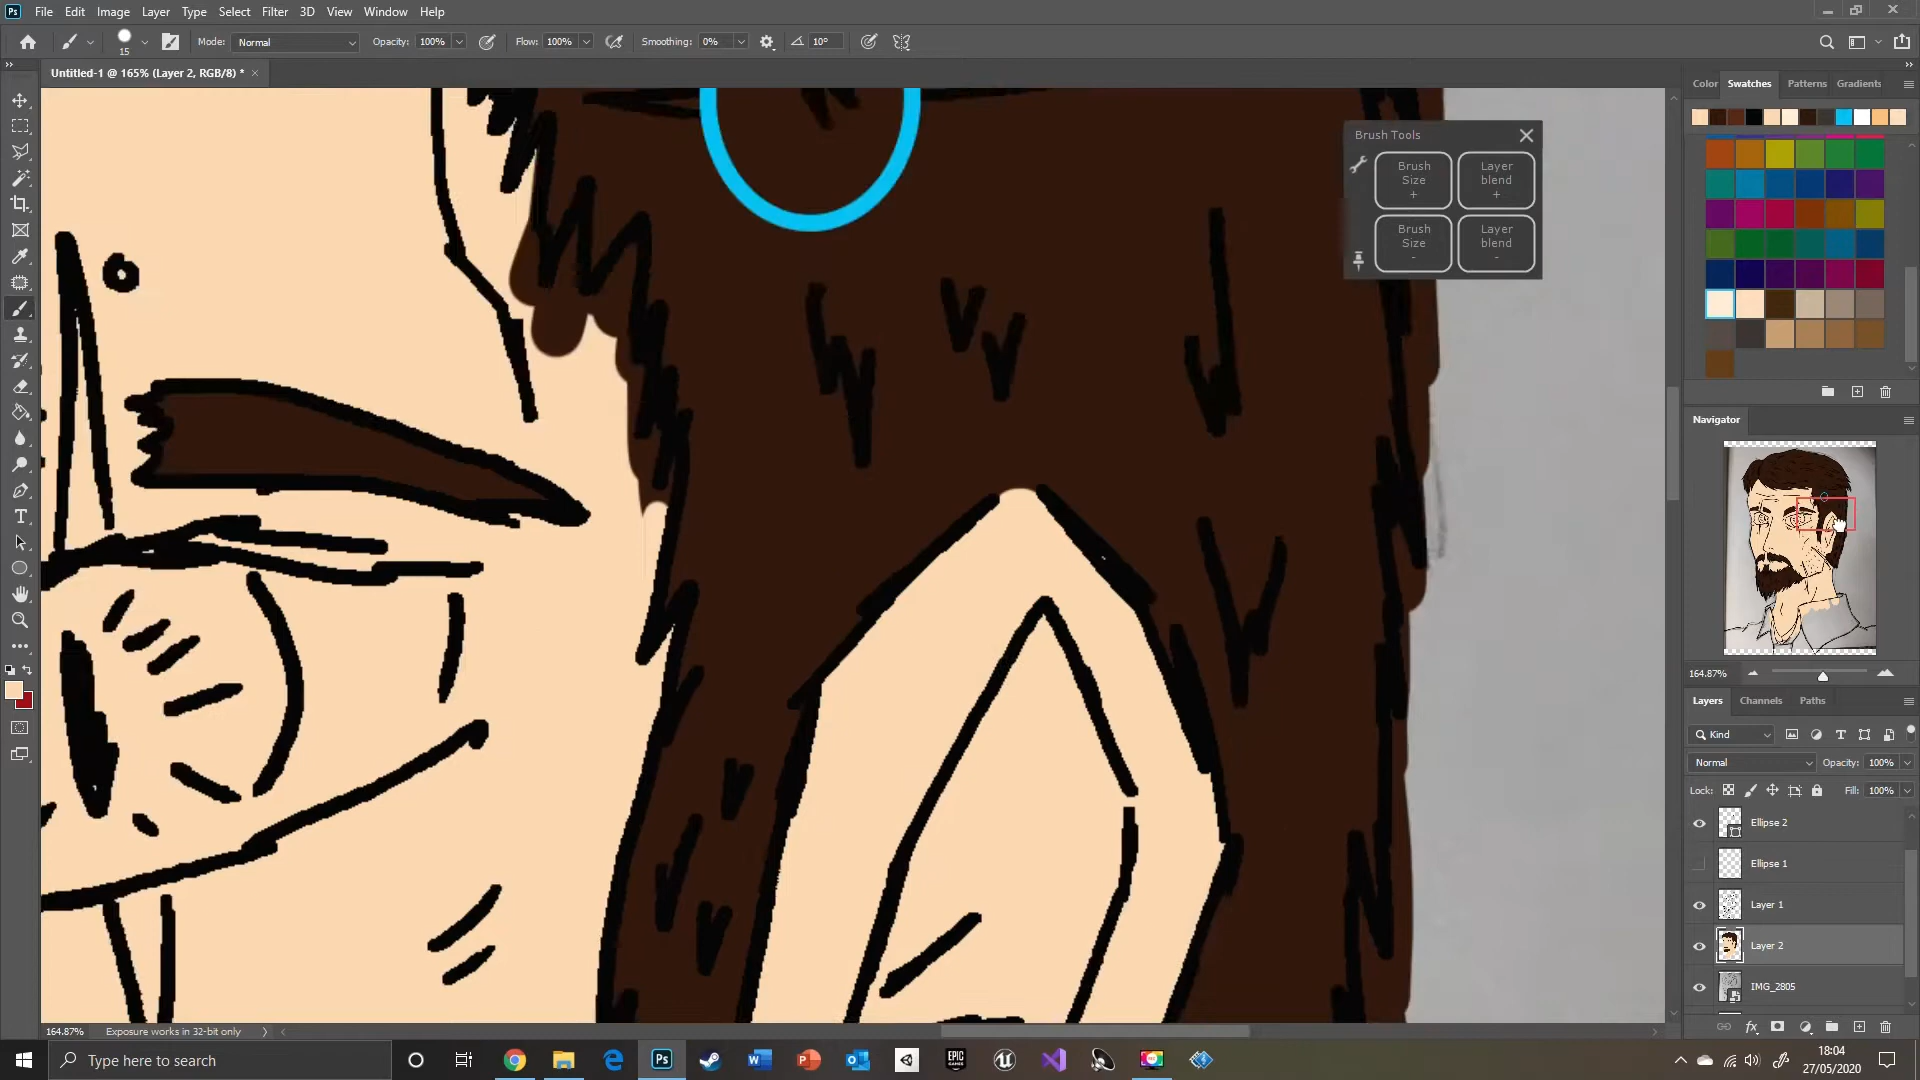 Ps File Edit Image Layer Type Select Filter 3D View Window Help
15 Mode: Normal Opacity: 100% Flow: 100% Smoothing: 0% 10°
Untitled-1 @ 165% (Layer 2, RGB/8) *
Color Swatches Patterns Gradients
Brush Tools
Brush Size +
Layer blend +
Brush Size -
Layer blend -
Navigator
164.87%
Layers Channels Paths
Kind
Normal Opacity: 100%
Lock: Fill: 100%
Ellipse 2
Ellipse 1
Layer 1
Layer 2
IMG_2805
164.87% Exposure works in 32-bit only
Type here to search
18:04
27/05/2020